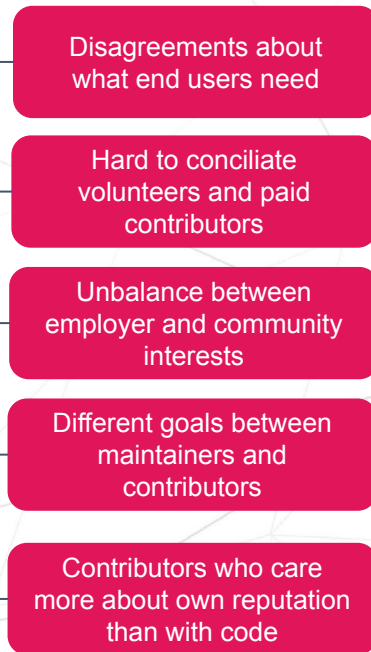 Disagreements about
what end users need
Hard to conciliate
volunteers and paid
contributors
Unbalance between
employer and community
interests
Different goals between
maintainers and
contributors
Contributors who care
more about own reputation
than with code